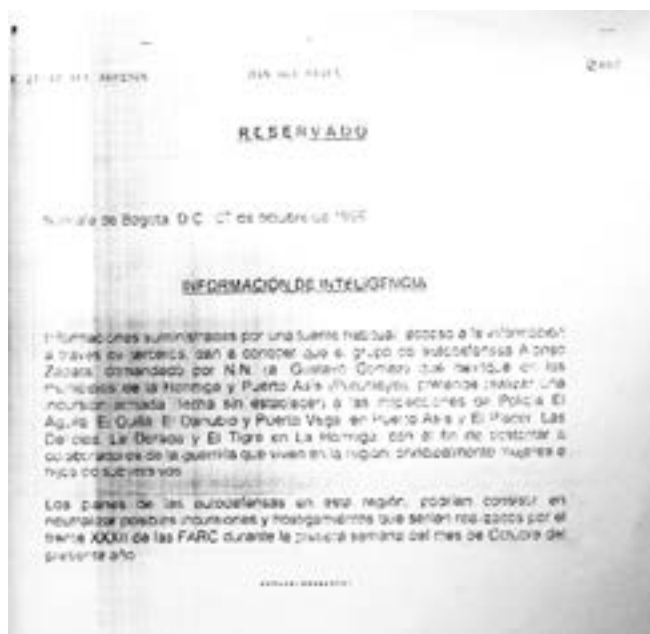 RESERVADO
de Bogotá D.C. de octubre de
INFORMACIÓN DE INTELIGENCIA
Informaciones suministradas por una fuente habitual, acceso a la información
a través de terceros, dan a conocer que el grupo de autodefensas Alonso
Zapata, comandado por N.N. (a. Gustavo Gómez) que delinque en los
municipios de la Hormiga y Puerto Asís (Putumayo), pretende realizar una
incursión armada (fecha sin establecer) a las inspecciones de Policía El
Aguila, El Danubio y Puerto Vega, en Puerto Asís y El Placer, Las
Delicias, La Dorada y El Tigre en La Hormiga, con el fin de a
colaboradores de la guerrilla que viven en la región, principalmente mujeres e
hijos de subversivos.
Los planes de las autodefensas en esta región, podrían consistir en
neutralizar posibles incursiones y hostigamientos que serían realizados por el
frente XXXII de las FARC durante la semana del mes de Octubre del
presente año.